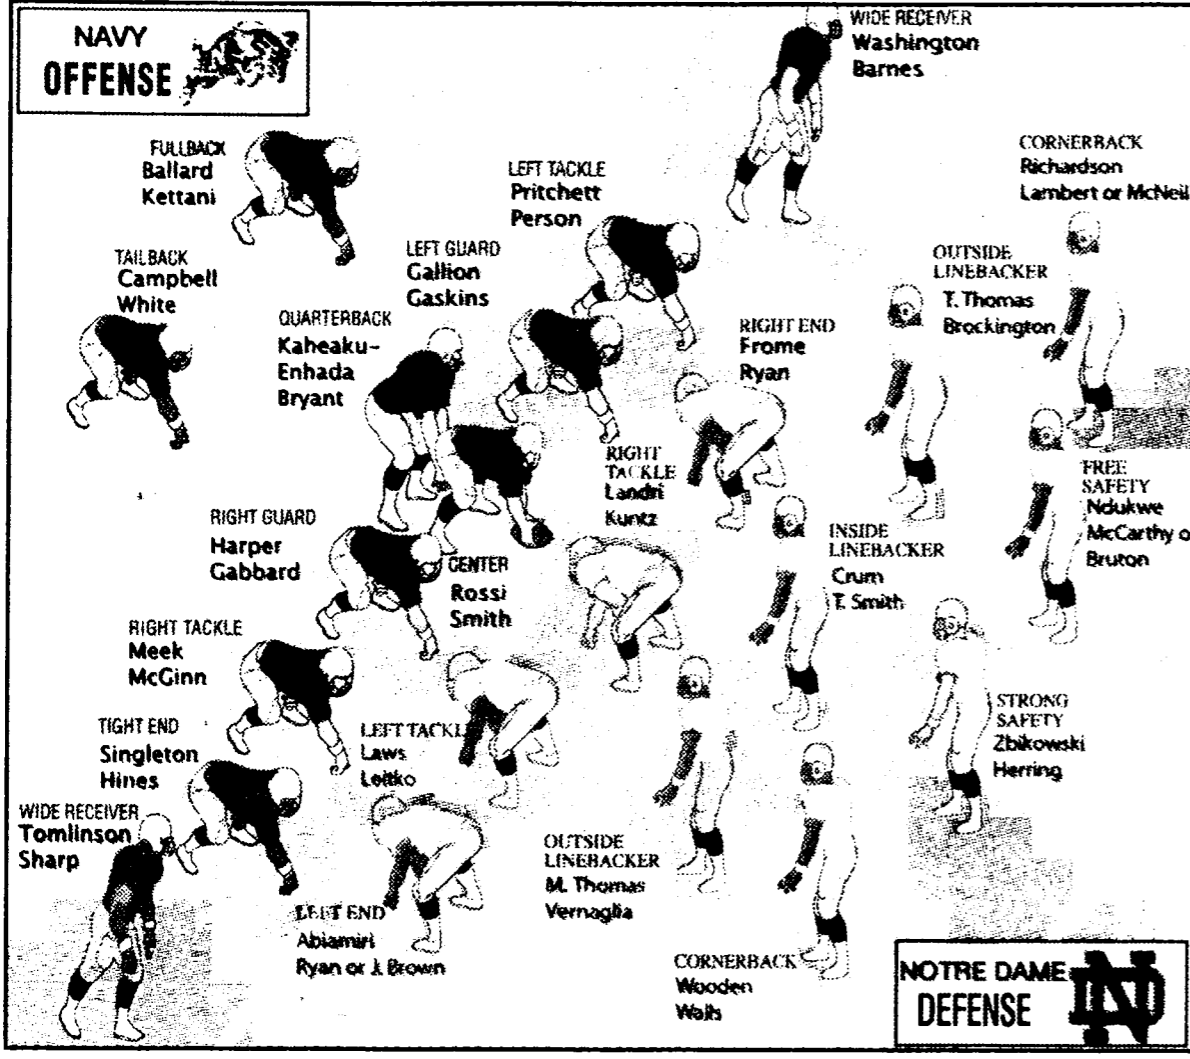 NAVY
OFFENSE
WIDE RECEIVER
Washington
Barnes
FULLBACK
Ballard
Kettani
LEFT TACKLE
Pritchett
Person
CORNERBACK
Richardson
Lambert or McNeil
TAILBACK
Campbell
White
LEFT GUARD
Gallion
Gaskins
OUTSIDE
LINEBACKER
T. Thomas
Brockington
QUARTERBACK
Kaheaku-
Enhada
Bryant
RIGHT END
Frome
Ryan
RIGHT
TACKLE
Landri
Kuntz
FREE
SAFETY
Ndukwe
McCarthy o
Bruton
RIGHT GUARD
Harper
Gabbard
CENTER
Rossi
Smith
INSIDE
LINEBACKER
Crum
T. Smith
RIGHT TACKLE
Meek
McGinn
STRONG
SAFETY
Zbikowski
Herring
TIGHT END
Singleton
Hines
LEFT TACKL
Laws
Leitko
WIDE RECEIVER
Tomlinson
Sharp
OUTSIDE
LINEBACKER
M. Thomas
Vernaglia
LEFT END
Abiamiri
Ryan or J. Brown
CORNERBACK
Wooden
Walls
NOTRE DAME
DEFENSE
ND